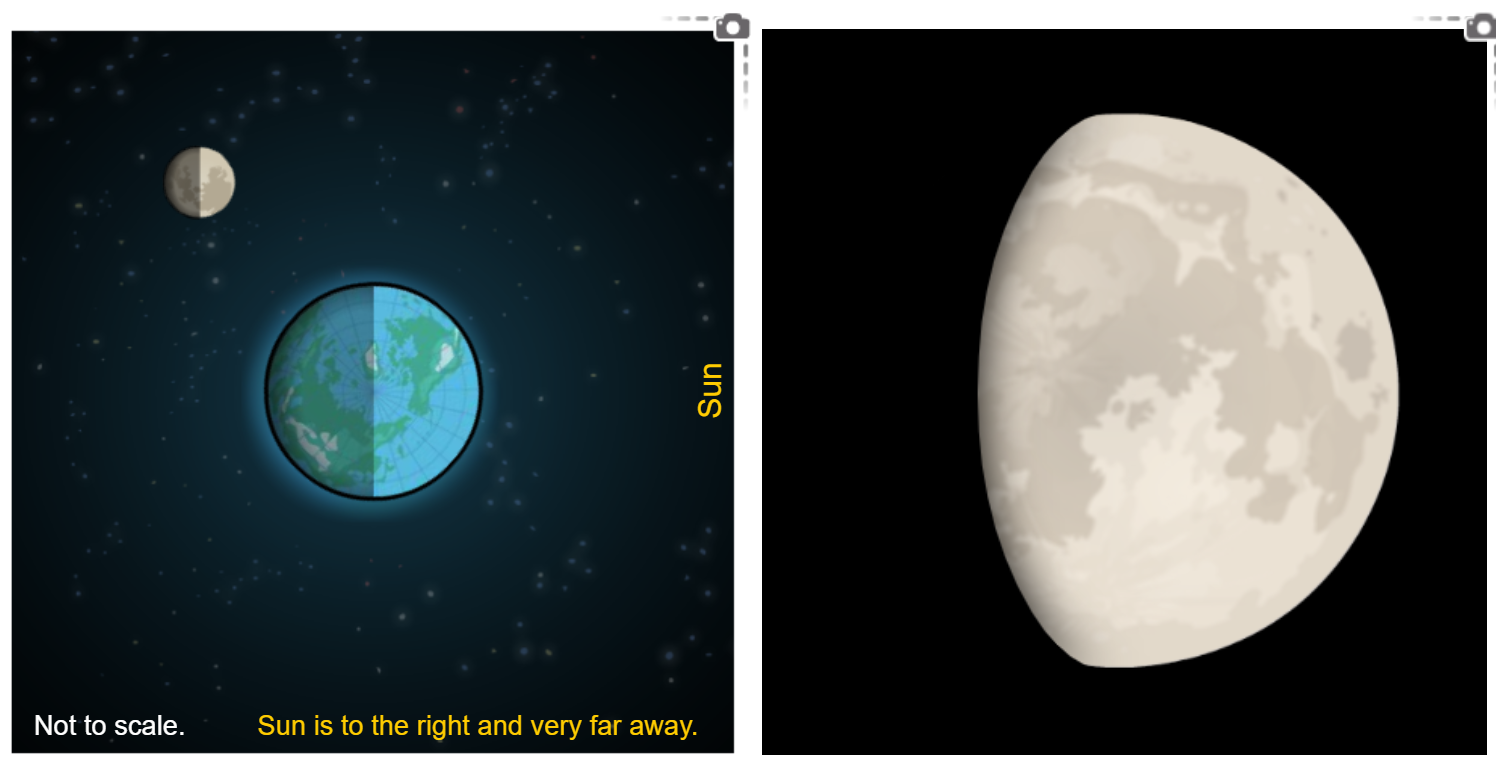 Sun
Not to scale.
Sun is to the right and very far away.